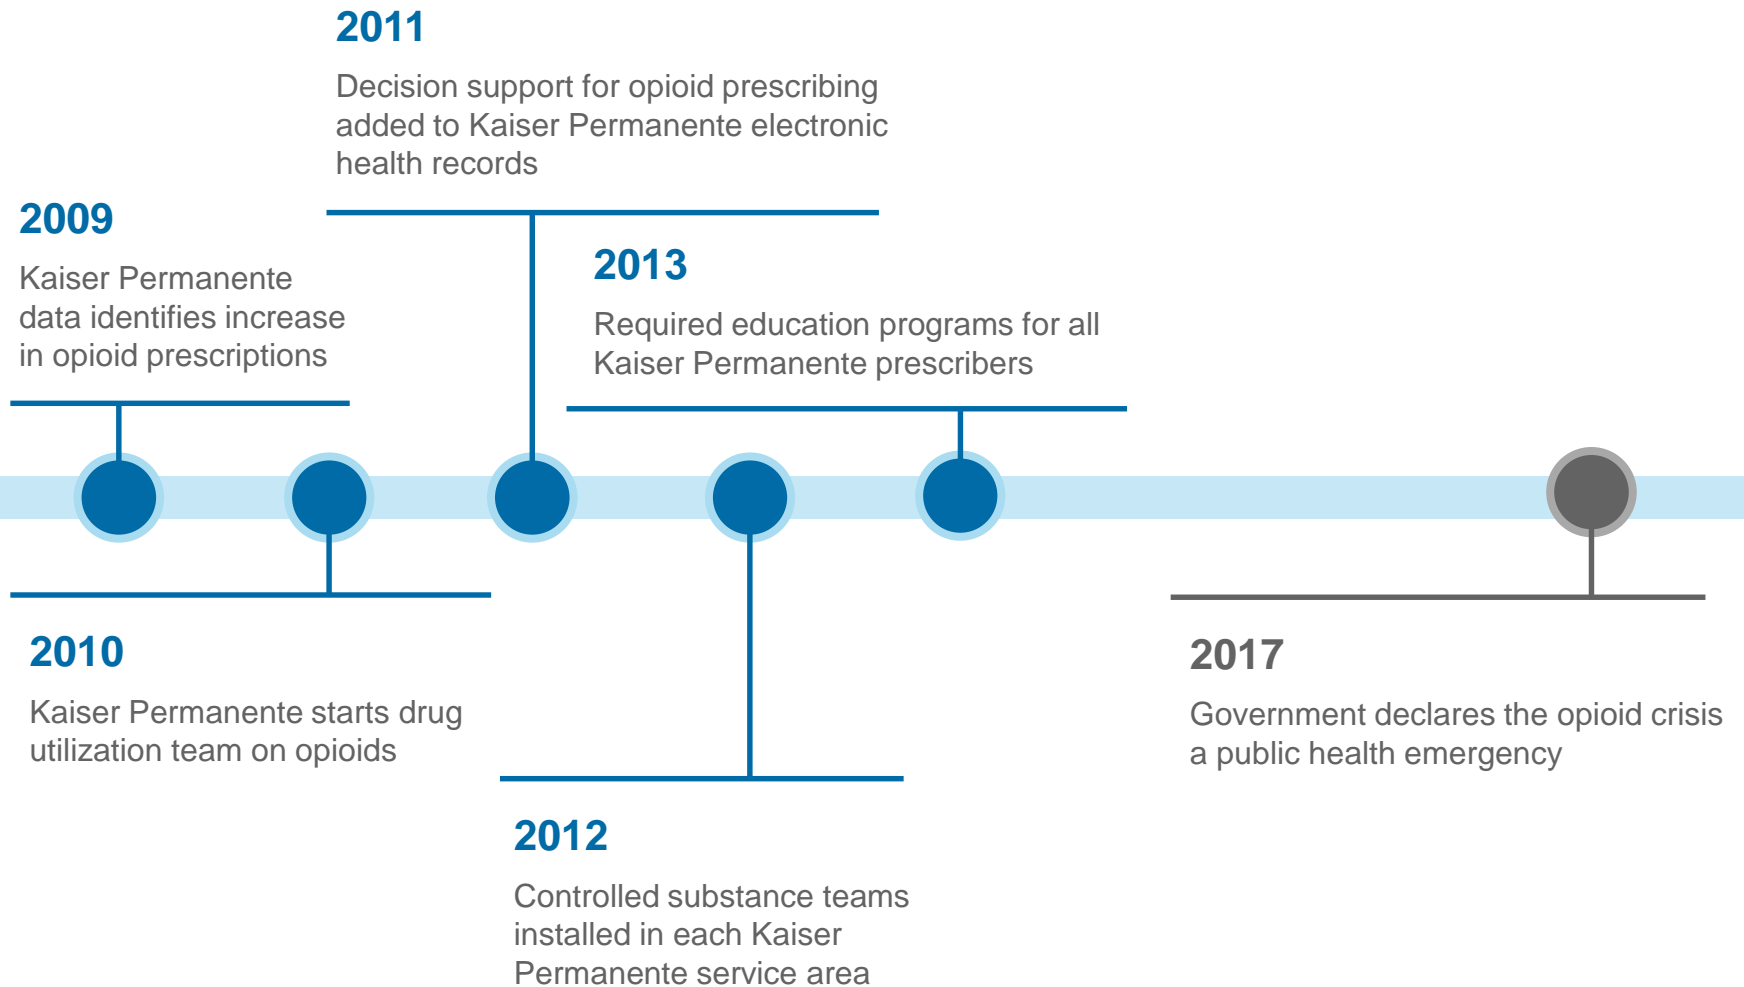 2011
Decision support for opioid prescribing
added to Kaiser Permanente electronic
health records
2009
Kaiser Permanente
data identifies increase
in opioid prescriptions
2013
Required education programs for all
Kaiser Permanente prescribers
2010
Kaiser Permanente starts drug
utilization team on opioids
2017
Government declares the opioid crisis
a public health emergency
2012
Controlled substance teams
installed in each Kaiser
Permanente service area